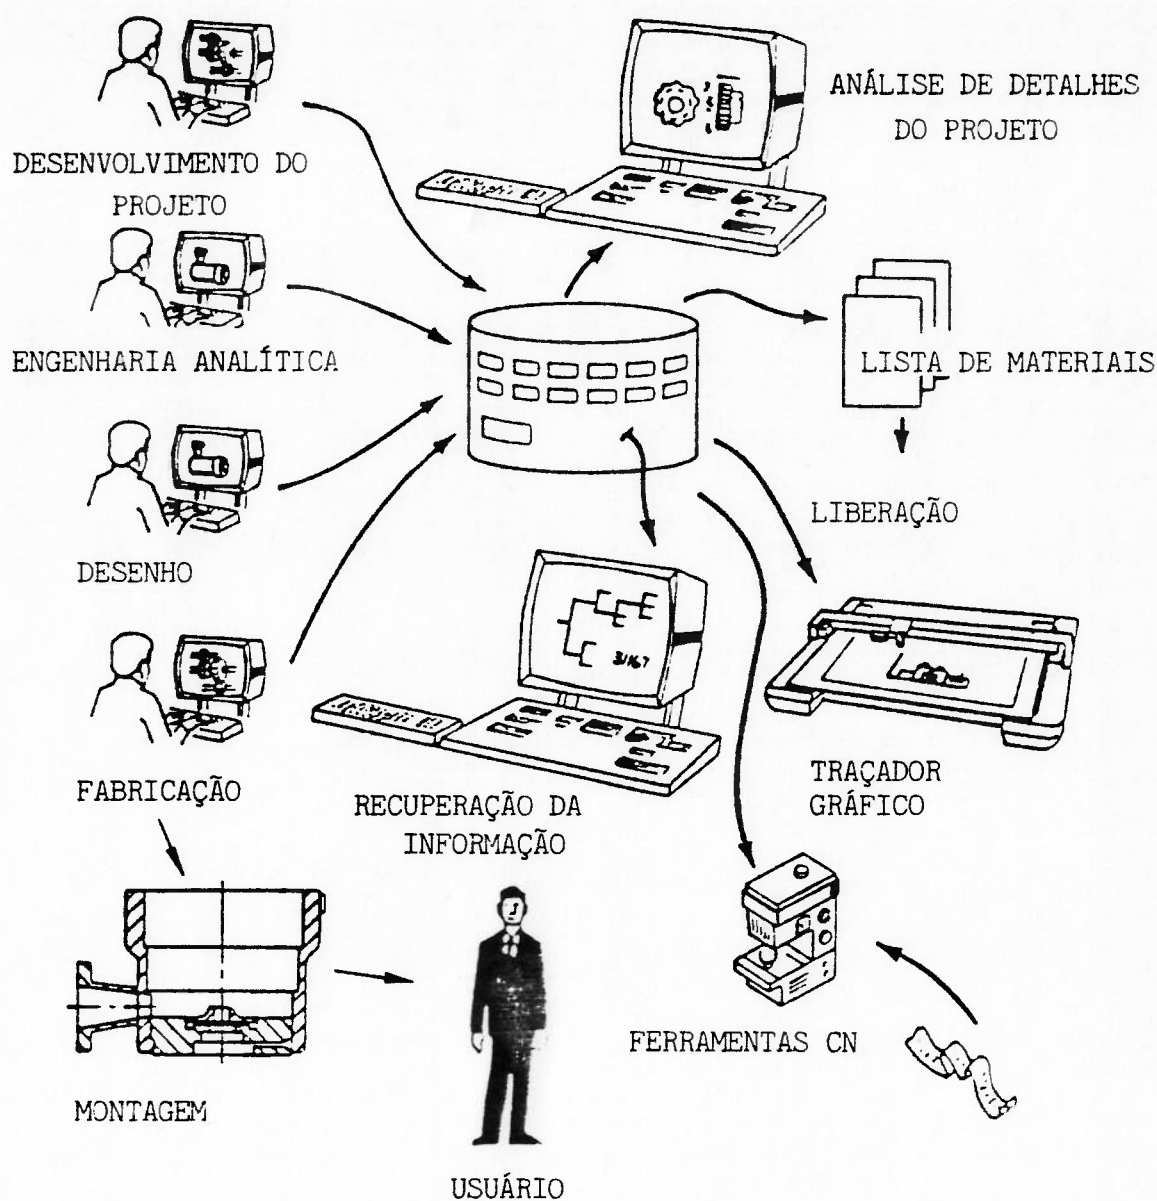 ANÁLISE DE DETALHES
DO PROJETO
DESENVOLVIMENTO DO
PROJETO
ENGENHARIA ANALÍTICA
LISTA DE MATERIAIS
LIBERAÇÃO
DESENHO
FABRICAÇÃO
RECUPERAÇÃO DA
INFORMAÇÃO
TRAÇADOR
GRÁFICO
FERRAMENTAS CN
MONTAGEM
USUÁRIO